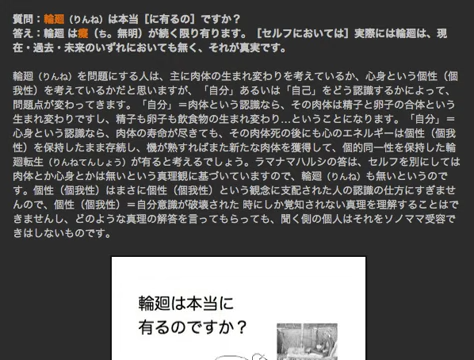 質問：輪廻（りんね）は本当［に有るの］ですか？
答え：輪廻 は癡（ち。無明）が続く限り有ります。［セルフにおいては］実際には輪廻は、現
在・過去・未来のいずれにおいても無く、それが真実です。
輪廻（りんね）を問題にする人は、主に肉体の生まれ変わりを考えているか、心身という個性（個
我性）を考えているかだと思いますが、「自分」あるいは「自己」をどう認識するかによって、
問題点が変わってきます。「自分」＝肉体という認識なら、その肉体は精子と卵子の合体という
生まれ変わりですし、精子も卵子も飲食物の生まれ変わり…ということになります。「自分」＝
心身という認識なら、肉体の寿命が尽きても、その肉体死の後にも心のエネルギーは個性（個我
性）を保持したまま存続し、機が熟すればまた新たな肉体を獲得して、個的同一性を保持した輪
廻転生（りんねてんしょう）が有ると考えるでしょう。ラマナマハルシの答は、セルフを別にしては
肉体とか心身とかは無いという真理観に基づいていますので、輪廻（りんね）も無いというので
す。個性（個我性）はまさに個性（個我性）という観念に支配された人の認識の仕方にすぎませ
んので、個性（個我性）＝自分意識が破壊された 時にしか覚知されない真理を理解することはで
きませんし、どのような真理の解答を言ってもらっても、聞く側の個人はそれをソノママ受容で
きはしないものです。
輪廻は本当に
有るのですか？